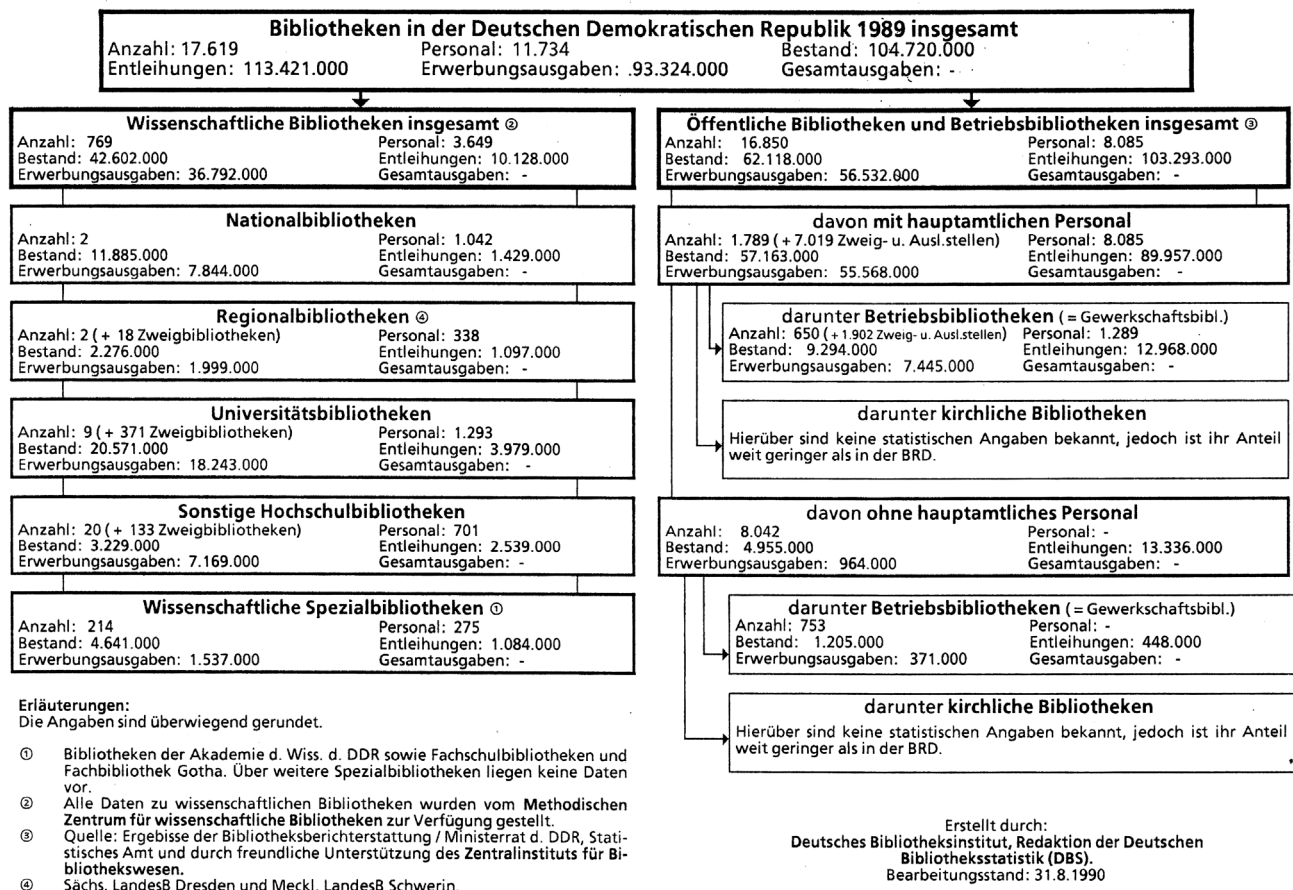 Bibliotheken in der Deutschen Demokratischen Republik 1989 insgesamt
Anzahl: 17.619 Personal: 11.734 Bestand: 104.720.000
Entleihungen: 113.421.000 Erwerbungsausgaben: .93.324.000 Gesamtausgaben: -
Wissenschaftliche Bibliotheken insgesamt ②
Anzahl: 769 Personal: 3.649
Bestand: 42.602.000 Entleihungen: 10.128.000
Erwerbungsausgaben: 36.792.000 Gesamtausgaben: -
Nationalbibliotheken
Anzahl: 2 Personal: 1.042
Bestand: 11.885.000 Entleihungen: 1.429.000
Erwerbungsausgaben: 7.844.000 Gesamtausgaben: -
Regionalbibliotheken ④
Anzahl: 2 (+ 18 Zweigbibliotheken) Personal: 338
Bestand: 2.276.000 Entleihungen: 1.097.000
Erwerbungsausgaben: 1.999.000 Gesamtausgaben: -
Universitätsbibliotheken
Anzahl: 9 (+ 371 Zweigbibliotheken) Personal: 1.293
Bestand: 20.571.000 Entleihungen: 3.979.000
Erwerbungsausgaben: 18.243.000 Gesamtausgaben: -
Sonstige Hochschulbibliotheken
Anzahl: 20 (+ 133 Zweigbibliotheken) Personal: 701
Bestand: 3.229.000 Entleihungen: 2.539.000
Erwerbungsausgaben: 7.169.000 Gesamtausgaben: -
Wissenschaftliche Spezialbibliotheken ①
Anzahl: 214 Personal: 275
Bestand: 4.641.000 Entleihungen: 1.084.000
Erwerbungsausgaben: 1.537.000 Gesamtausgaben: -
Öffentliche Bibliotheken und Betriebsbibliotheken insgesamt ③
Anzahl: 16.850 Personal: 8.085
Bestand: 62.118.000 Entleihungen: 103.293.000
Erwerbungsausgaben: 56.532.000 Gesamtausgaben: -
davon mit hauptamtlichen Personal
Anzahl: 1.789 (+ 7.019 Zweig- u. Ausl.stellen) Personal: 8.085
Bestand: 57.163.000 Entleihungen: 89.957.000
Erwerbungsausgaben: 55.568.000 Gesamtausgaben: -
darunter Betriebsbibliotheken (= Gewerkschaftsbibl.)
Anzahl: 650 (+ 1.902 Zweig- u. Ausl.stellen) Personal: 1.289
Bestand: 9.294.000 Entleihungen: 12.968.000
Erwerbungsausgaben: 7.445.000 Gesamtausgaben: -
darunter kirchliche Bibliotheken
Hierüber sind keine statistischen Angaben bekannt, jedoch ist ihr Anteil
weit geringer als in der BRD.
davon ohne hauptamtliches Personal
Anzahl: 8.042 Personal: -
Bestand: 4.955.000 Entleihungen: 13.336.000
Erwerbungsausgaben: 964.000 Gesamtausgaben: -
darunter Betriebsbibliotheken (= Gewerkschaftsbibl.)
Anzahl: 753 Personal: -
Bestand: 1.205.000 Entleihungen: 448.000
Erwerbungsausgaben: 371.000 Gesamtausgaben: -
darunter kirchliche Bibliotheken
Hierüber sind keine statistischen Angaben bekannt, jedoch ist ihr Anteil
weit geringer als in der BRD.
Erläuterungen:
Die Angaben sind überwiegend gerundet.
① Bibliotheken der Akademie d. Wiss. d. DDR sowie Fachschulbibliotheken und
Fachbibliothek Gotha. Über weitere Spezialbibliotheken liegen keine Daten
vor.
② Alle Daten zu wissenschaftlichen Bibliotheken wurden vom Methodischen
Zentrum für wissenschaftliche Bibliotheken zur Verfügung gestellt.
③ Quelle: Ergebisse der Bibliotheksberichterstattung / Ministerrat d. DDR, Stati-
stisches Amt und durch freundliche Unterstützung des Zentralinstituts für Bi-
bliothekswesen.
④ Sächs. LandesB Dresden und Meckl. LandesB Schwerin.
Erstellt durch:
Deutsches Bibliotheksinstitut, Redaktion der Deutschen
Bibliotheksstatistik (DBS).
Bearbeitungsstand: 31.8.1990